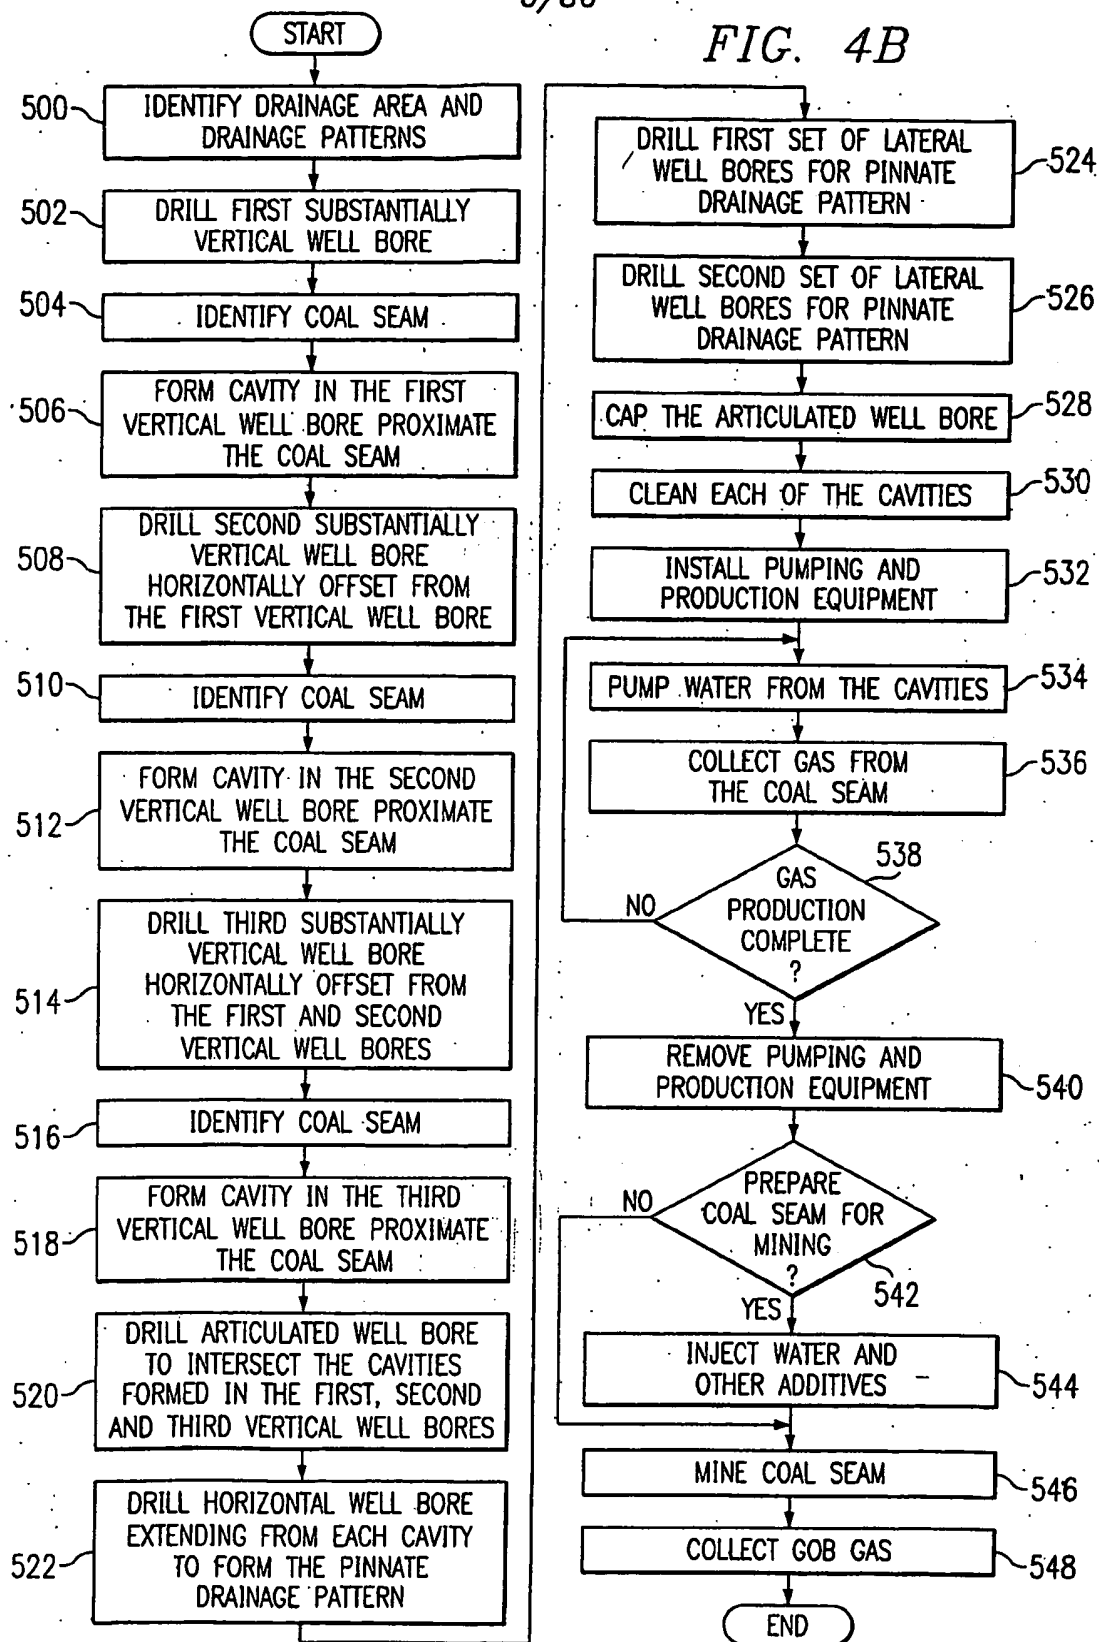 FIG. 4B
START
500
IDENTIFY DRAINAGE AREA AND
DRAINAGE PATTERNS
502
DRILL FIRST SUBSTANTIALLY
VERTICAL WELL BORE
504
IDENTIFY COAL SEAM
506
FORM CAVITY IN THE FIRST
VERTICAL WELL BORE PROXIMATE
THE COAL SEAM
508
DRILL SECOND SUBSTANTIALLY
VERTICAL WELL BORE
HORIZONTALLY OFFSET FROM
THE FIRST VERTICAL WELL BORE
510
IDENTIFY COAL SEAM
512
FORM CAVITY IN THE SECOND
VERTICAL WELL BORE PROXIMATE
THE COAL SEAM
514
DRILL THIRD SUBSTANTIALLY
VERTICAL WELL BORE
HORIZONTALLY OFFSET FROM
THE FIRST AND SECOND
VERTICAL WELL BORES
516
IDENTIFY COAL SEAM
518
FORM CAVITY IN THE THIRD
VERTICAL WELL BORE PROXIMATE
THE COAL SEAM
520
DRILL ARTICULATED WELL BORE
TO INTERSECT THE CAVITIES
FORMED IN THE FIRST, SECOND
AND THIRD VERTICAL WELL BORES
522
DRILL HORIZONTAL WELL BORE
EXTENDING FROM EACH CAVITY
TO FORM THE PINNATE
DRAINAGE PATTERN
DRILL FIRST SET OF LATERAL
WELL BORES FOR PINNATE
DRAINAGE PATTERN
524
DRILL SECOND SET OF LATERAL
WELL BORES FOR PINNATE
DRAINAGE PATTERN
526
CAP THE ARTICULATED WELL BORE
528
CLEAN EACH OF THE CAVITIES
530
INSTALL PUMPING AND
PRODUCTION EQUIPMENT
532
PUMP WATER FROM THE CAVITIES
534
COLLECT GAS FROM
THE COAL SEAM
536
538
GAS
PRODUCTION
COMPLETE
?
NO
YES
REMOVE PUMPING AND
PRODUCTION EQUIPMENT
540
PREPARE
COAL SEAM FOR
MINING
?
NO
542
YES
INJECT WATER AND
OTHER ADDITIVES
544
MINE COAL SEAM
546
COLLECT GOB GAS
548
END